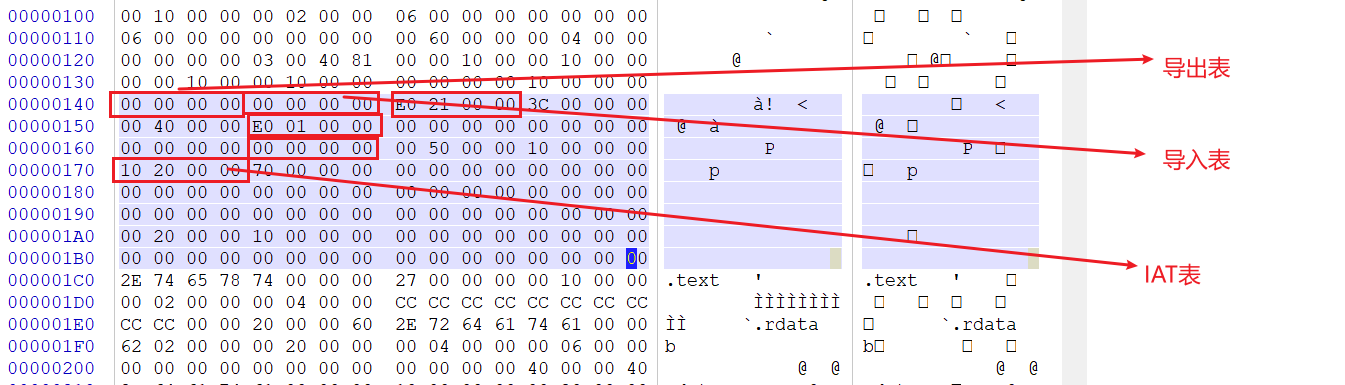 00000100 00 10 00 00 00 02 00 00 06 00 00 00 00 00 00 00
00000110 06 00 00 00 00 00 00 00 00 60 00 00 00 04 00 00 `  `
00000120 00 00 00 00 03 00 40 81 00 00 10 00 00 10 00 00 @ @
00000130 00 00 10 00 00 10 00 00 00 00 00 00 10 00 00 00
导出表
00000140 00 00 00 00 00 00 00 00 E0 21 00 00 3C 00 00 00 à! < <
00000150 00 40 00 00 E0 01 00 00 00 00 00 00 00 00 00 00 @ à @
00000160 00 00 00 00 00 00 00 00 00 50 00 00 10 00 00 00 P P
导入表
00000170 10 20 00 00 70 00 00 00 00 00 00 00 00 00 00 00 p p
00000180 00 00 00 00 00 00 00 00 00 00 00 00 00 00 00 00
00000190 00 00 00 00 00 00 00 00 00 00 00 00 00 00 00 00
000001A0 00 20 00 00 10 00 00 00 00 00 00 00 00 00 00 00
000001B0 00 00 00 00 00 00 00 00 00 00 00 00 00 00 00 00
IAT表
000001C0 2E 74 65 78 74 00 00 00 27 00 00 00 00 10 00 00 .text ' .text '
000001D0 00 02 00 00 00 04 00 00 CC CC CC CC CC CC CC CC ÌÌÌÌÌÌÌÌ
000001E0 CC CC 00 00 20 00 00 60 2E 72 64 61 74 61 00 00 ÌÌ `.rdata `.rdata
000001F0 62 02 00 00 00 20 00 00 00 04 00 00 00 06 00 00 b b
00000200 00 00 00 00 00 00 00 00 00 00 00 00 40 00 00 40 @ @ @ @